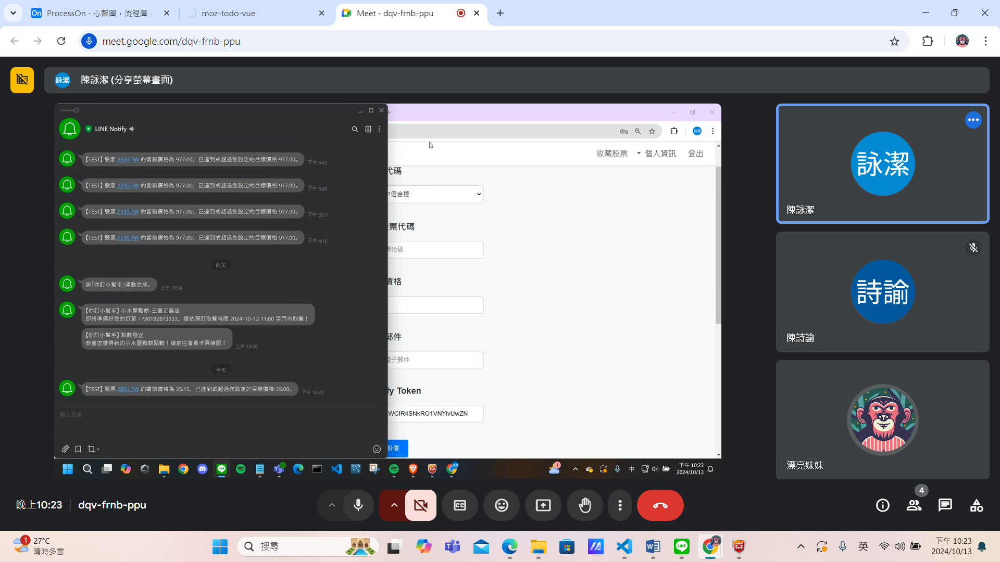 On ProcessOn - 心智圖，流程圖，
moz-todo-vue
Meet - dqv-frnb-ppu
meet.google.com/dqv-frnb-ppu
詠潔 陳詠潔 (分享螢幕畫面)
LINE Notify
【TEST】股票 2330.TW 的當前價格為 977.00，已達到或超過您設定的目標價格 977.00。 下午 3:42
【TEST】股票 2330.TW 的當前價格為 977.00，已達到或超過您設定的目標價格 977.00。 下午 3:48
【TEST】股票 2330.TW 的當前價格為 977.00，已達到或超過您設定的目標價格 977.00。 下午 3:51
【TEST】股票 2330.TW 的當前價格為 977.00，已達到或超過您設定的目標價格 977.00。 下午 4:16
昨天
與「你訂小幫手」連動完成。 上午 10:34
【你訂小幫手】小木屋鬆餅-三重正義店
即將準備好您的訂單：M0192873333，請依預訂取餐時間 2024-10-12 11:00 至門市取餐！
【你訂小幫手】點數發送
恭喜您獲得新的小木屋鬆餅點數！請前往會員卡頁確認！ 上午 10:56
今天
【TEST】股票 2891.TW 的當前價格為 35.15，已達到或超過您設定的目標價格 35.00。 下午 10:22
輸入訊息
收藏股票 個人資訊 登出
代碼
中信金控
票代碼
票代碼
價格
郵件
電子郵件
fy Token
WCIR4SNkRO1VNYivUwZN
股價
1
中
下午 10:23
2024/10/13
詠潔
陳詠潔
詩諭
陳詩諭
漂亮妹妹
晚上10:23 dqv-frnb-ppu
4
1
27°C
晴時多雲
搜尋
英
下午 10:23
2024/10/13